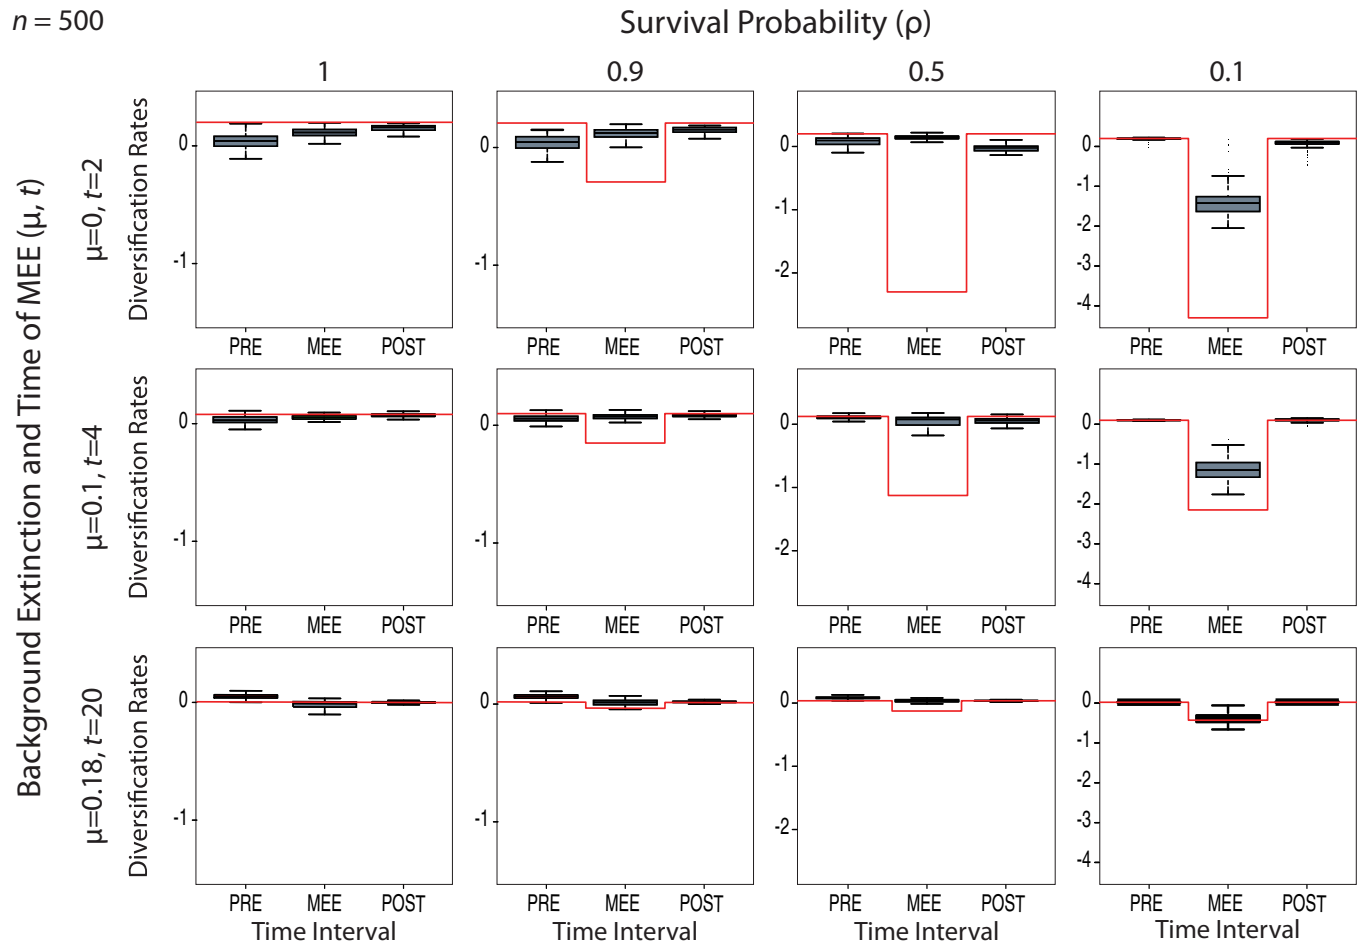 n = 500
Survival Probability (ρ)
1
0.9
0.5
0.1
Background Extinction and Time of MEE (μ, t)
μ=0, t=2
Diversification Rates
0
-1
PRE MEE POST
0
-1
PRE MEE POST
0
-1
-2
PRE MEE POST
0
-1
-2
-3
-4
PRE MEE POST
μ=0.1, t=4
Diversification Rates
0
-1
PRE MEE POST
0
-1
PRE MEE POST
0
-1
-2
PRE MEE POST
0
-1
-2
-3
-4
PRE MEE POST
μ=0.18, t=20
Diversification Rates
0
-1
PRE MEE POST
Time Interval
0
-1
PRE MEE POST
Time Interval
0
-1
-2
PRE MEE POST
Time Interval
0
-1
-2
-3
-4
PRE MEE POST
Time Interval